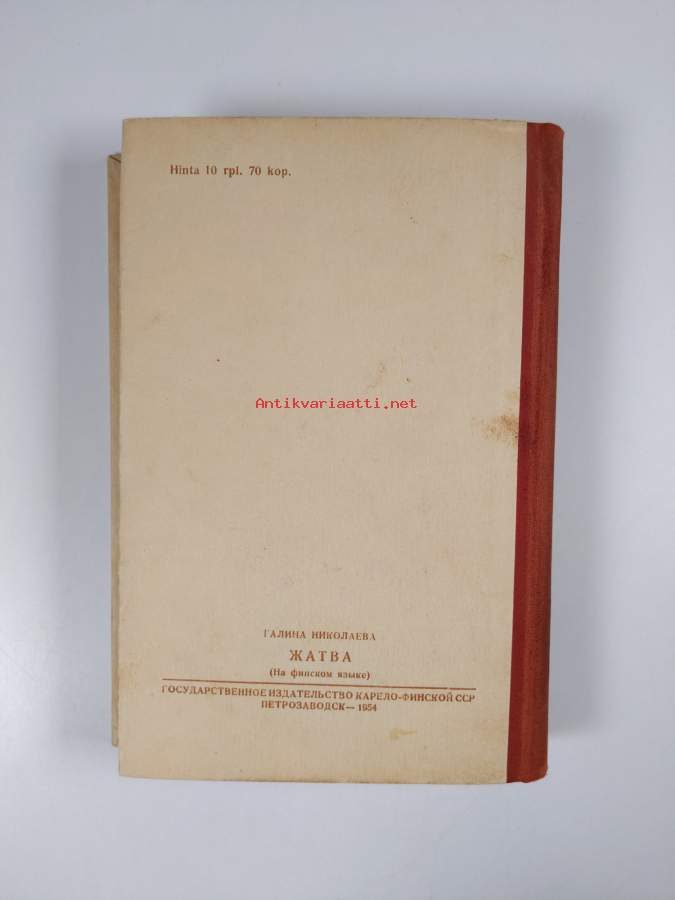 Hinta 10 rpl. 70 kop.
Antikvariaatti.net
ГАЛИНА НИКОЛАЕВА
ЖАТВА
(На финском языке)
ГОСУДАРСТВЕННОЕ ИЗДАТЕЛЬСТВО КАРЕЛО-ФИНСКОЙ ССР
ПЕТРОЗАВОДСК — 1954